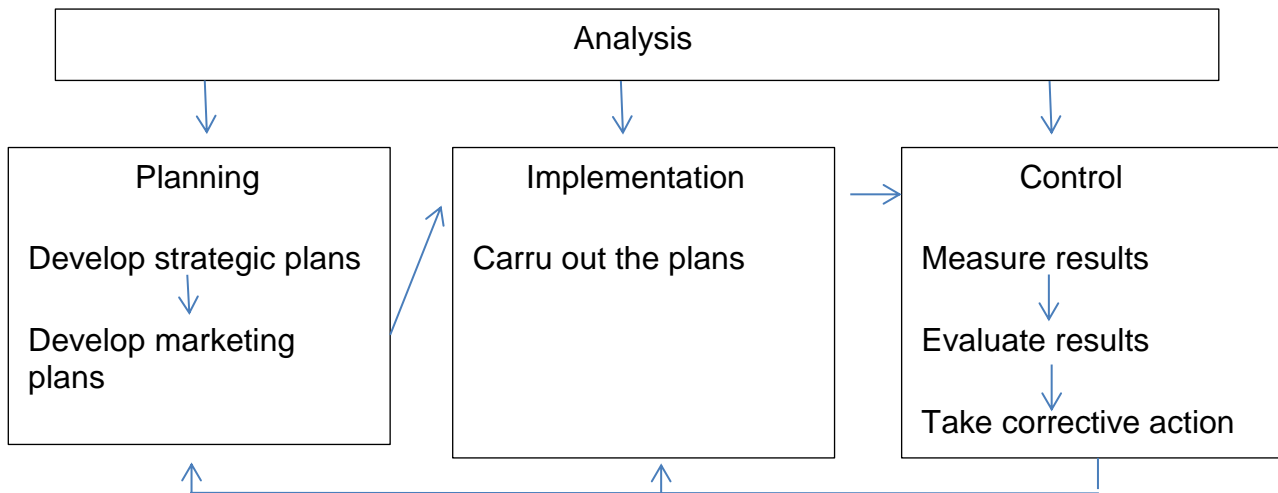 Analysis
Planning
Develop strategic plans
Develop marketing
plans
Implementation
Carru out the plans
Control
Measure results
Evaluate results
Take corrective action